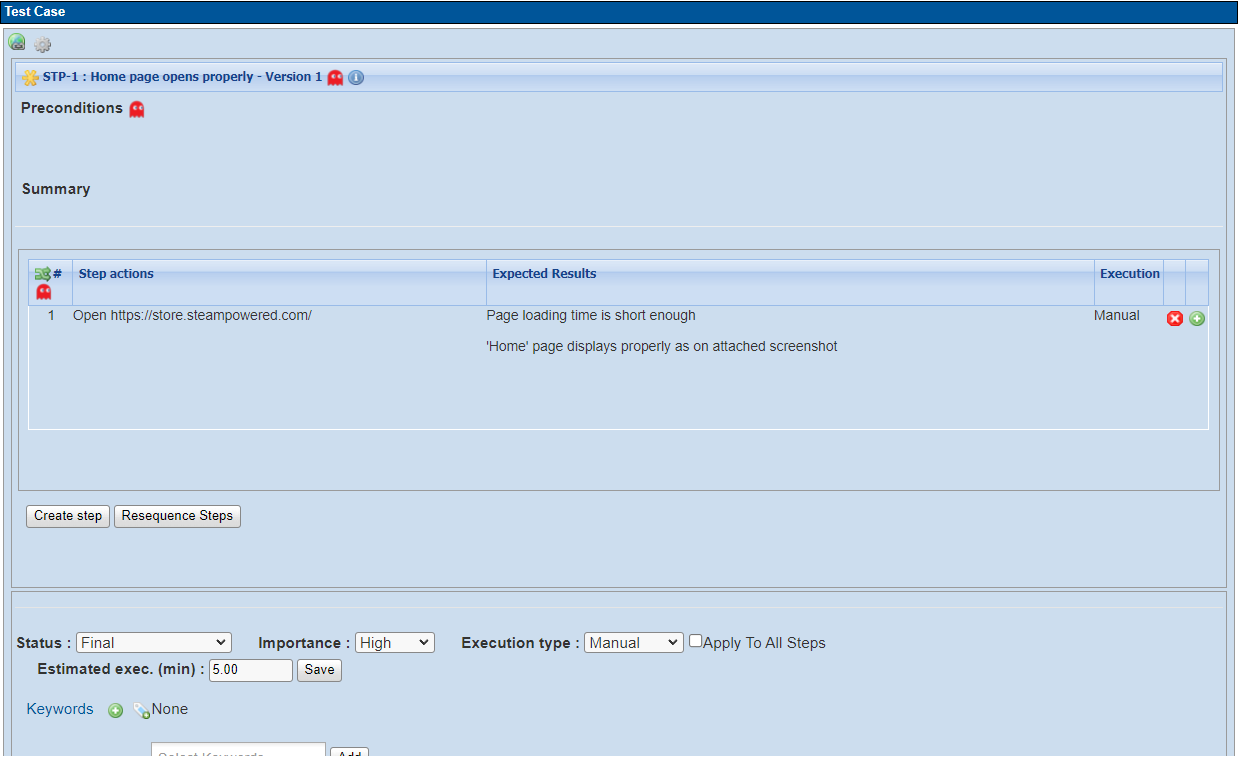 Test Case
STP-1 : Home page opens properly - Version 1
Preconditions
Summary
# Step actions Expected Results Execution
1 Open https://store.steampowered.com/ Page loading time is short enough Manual
'Home' page displays properly as on attached screenshot
Create step Resequence Steps
Status : Final Importance : High Execution type : Manual Apply To All Steps
Estimated exec. (min) : 5.00 Save
Keywords None
Select Keywords Add